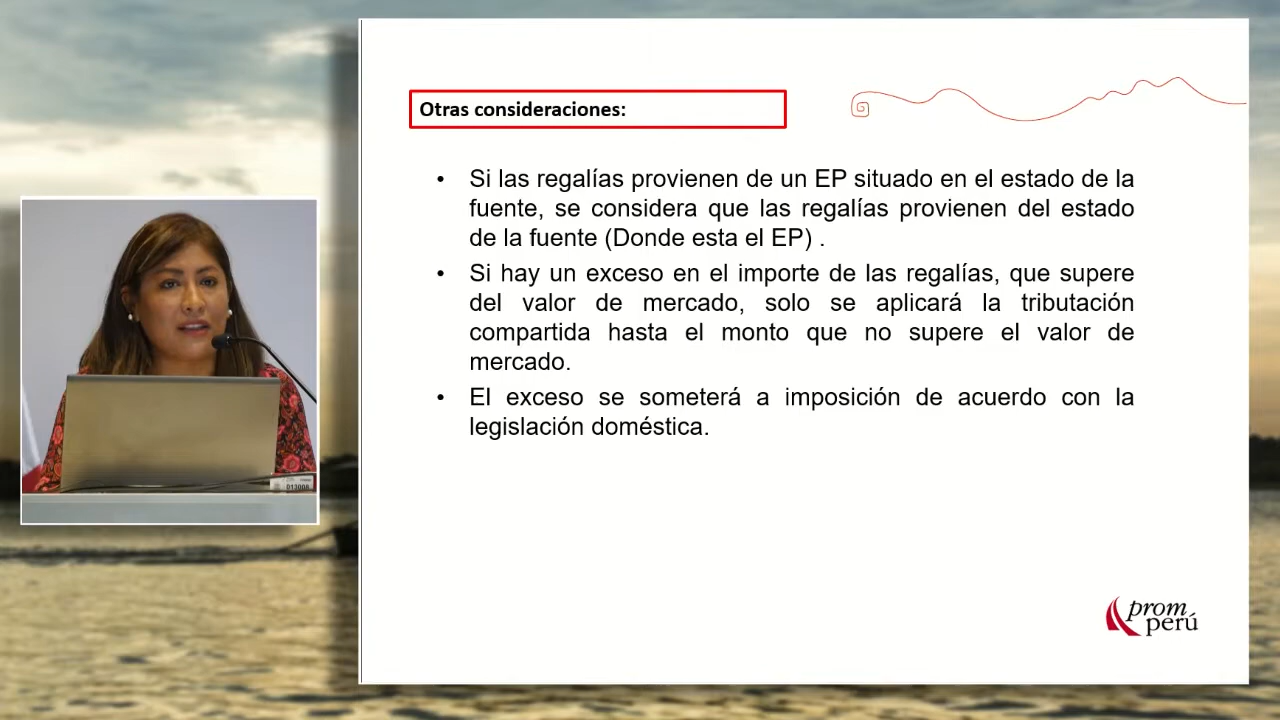 Otras consideraciones:
• Si las regalías provienen de un EP situado en el estado de la
fuente, se considera que las regalías provienen del estado
de la fuente (Donde esta el EP) .
• Si hay un exceso en el importe de las regalías, que supere
del valor de mercado, solo se aplicará la tributación
compartida hasta el monto que no supere el valor de
mercado.
• El exceso se someterá a imposición de acuerdo con la
legislación doméstica.
prom
perú